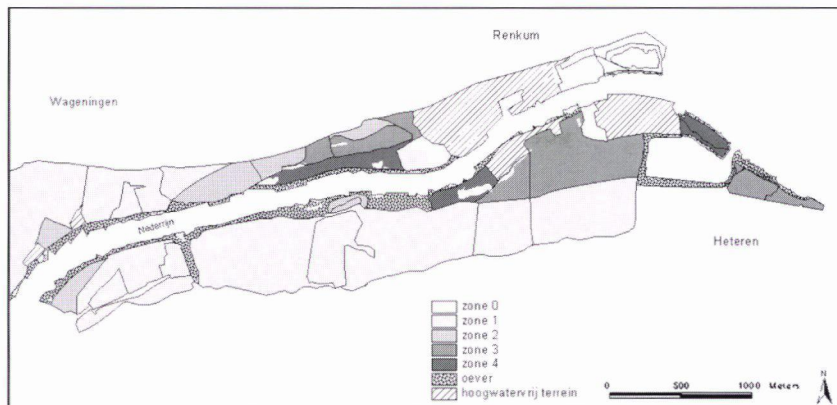 Renkum
Wageningen
Nederrijn
Heteren
zone 0
zone 1
zone 2
zone 3
zone 4
oever
hoogwatervrij terrein
0 500 1000 Meters
N